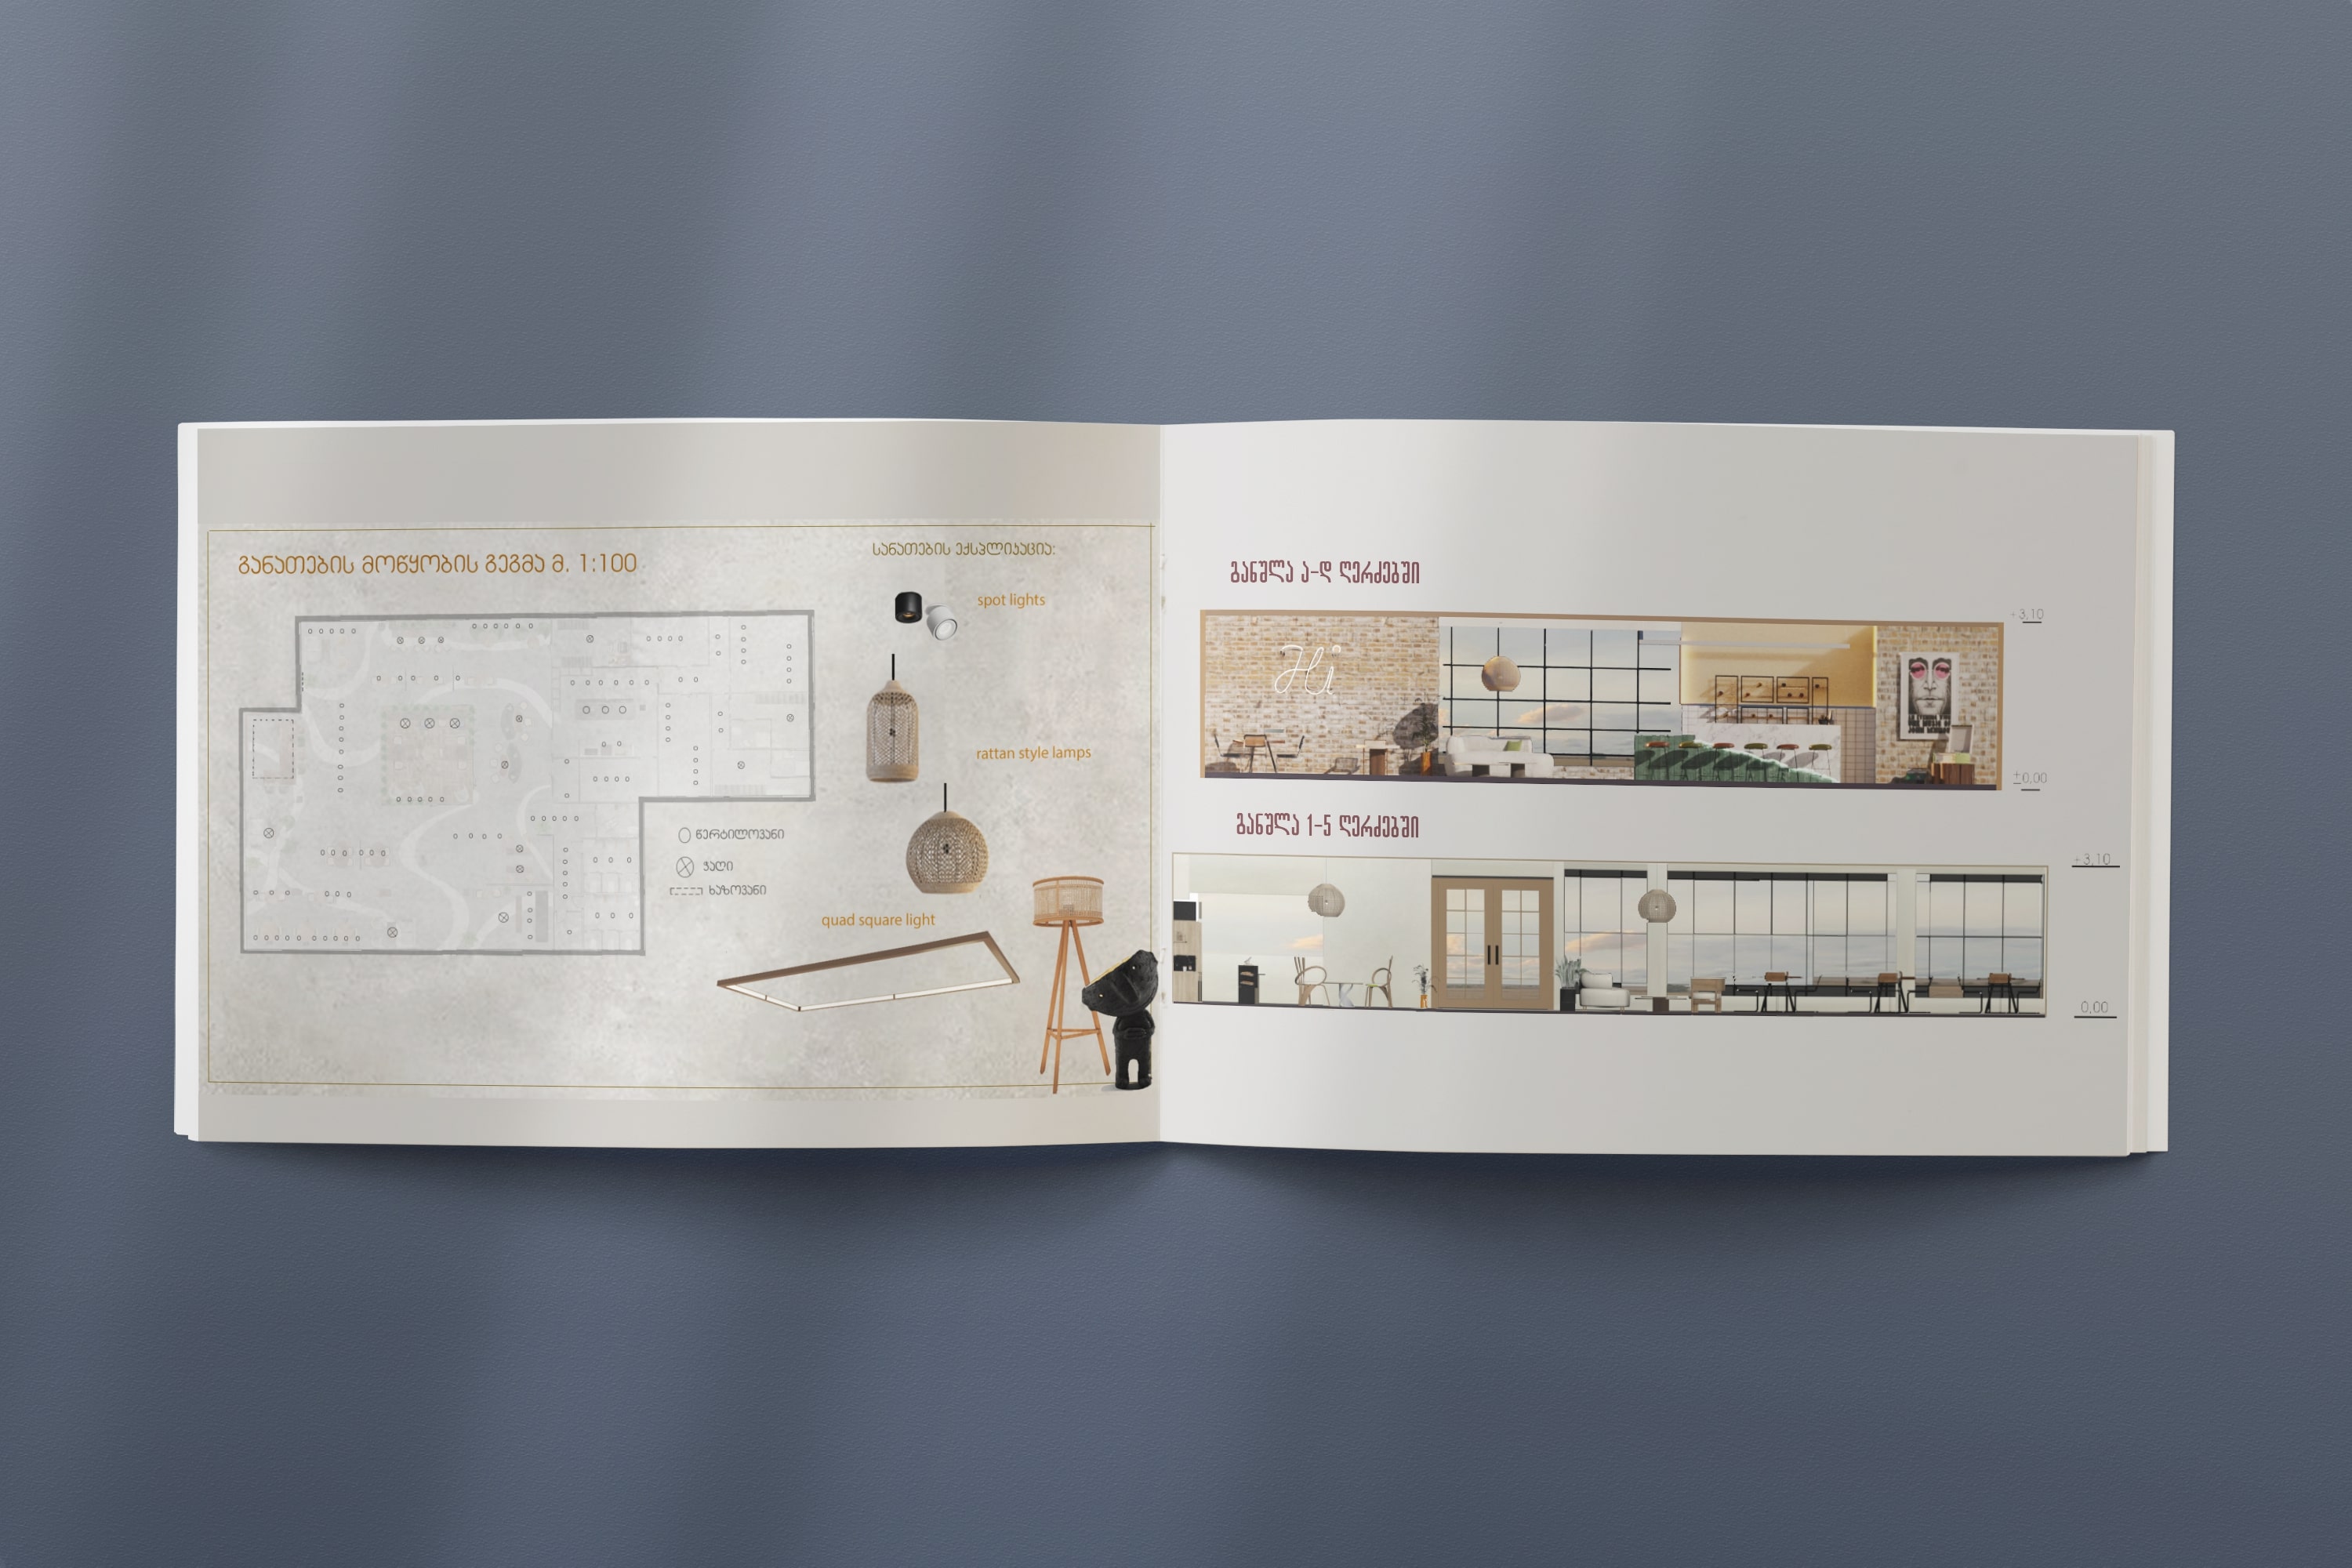 განათების მოწყობის გეგმა მ. 1:100
სანათების ექსპლიკაცია:
spot lights
rattan style lamps
წერტილოვანი
ჭაღი
ხაზოვანი
quad square light
განშლა ა-დ ღერძებში
+3,10
Hi
±0,00
განშლა 1-5 ღერძებში
+3,10
0,00